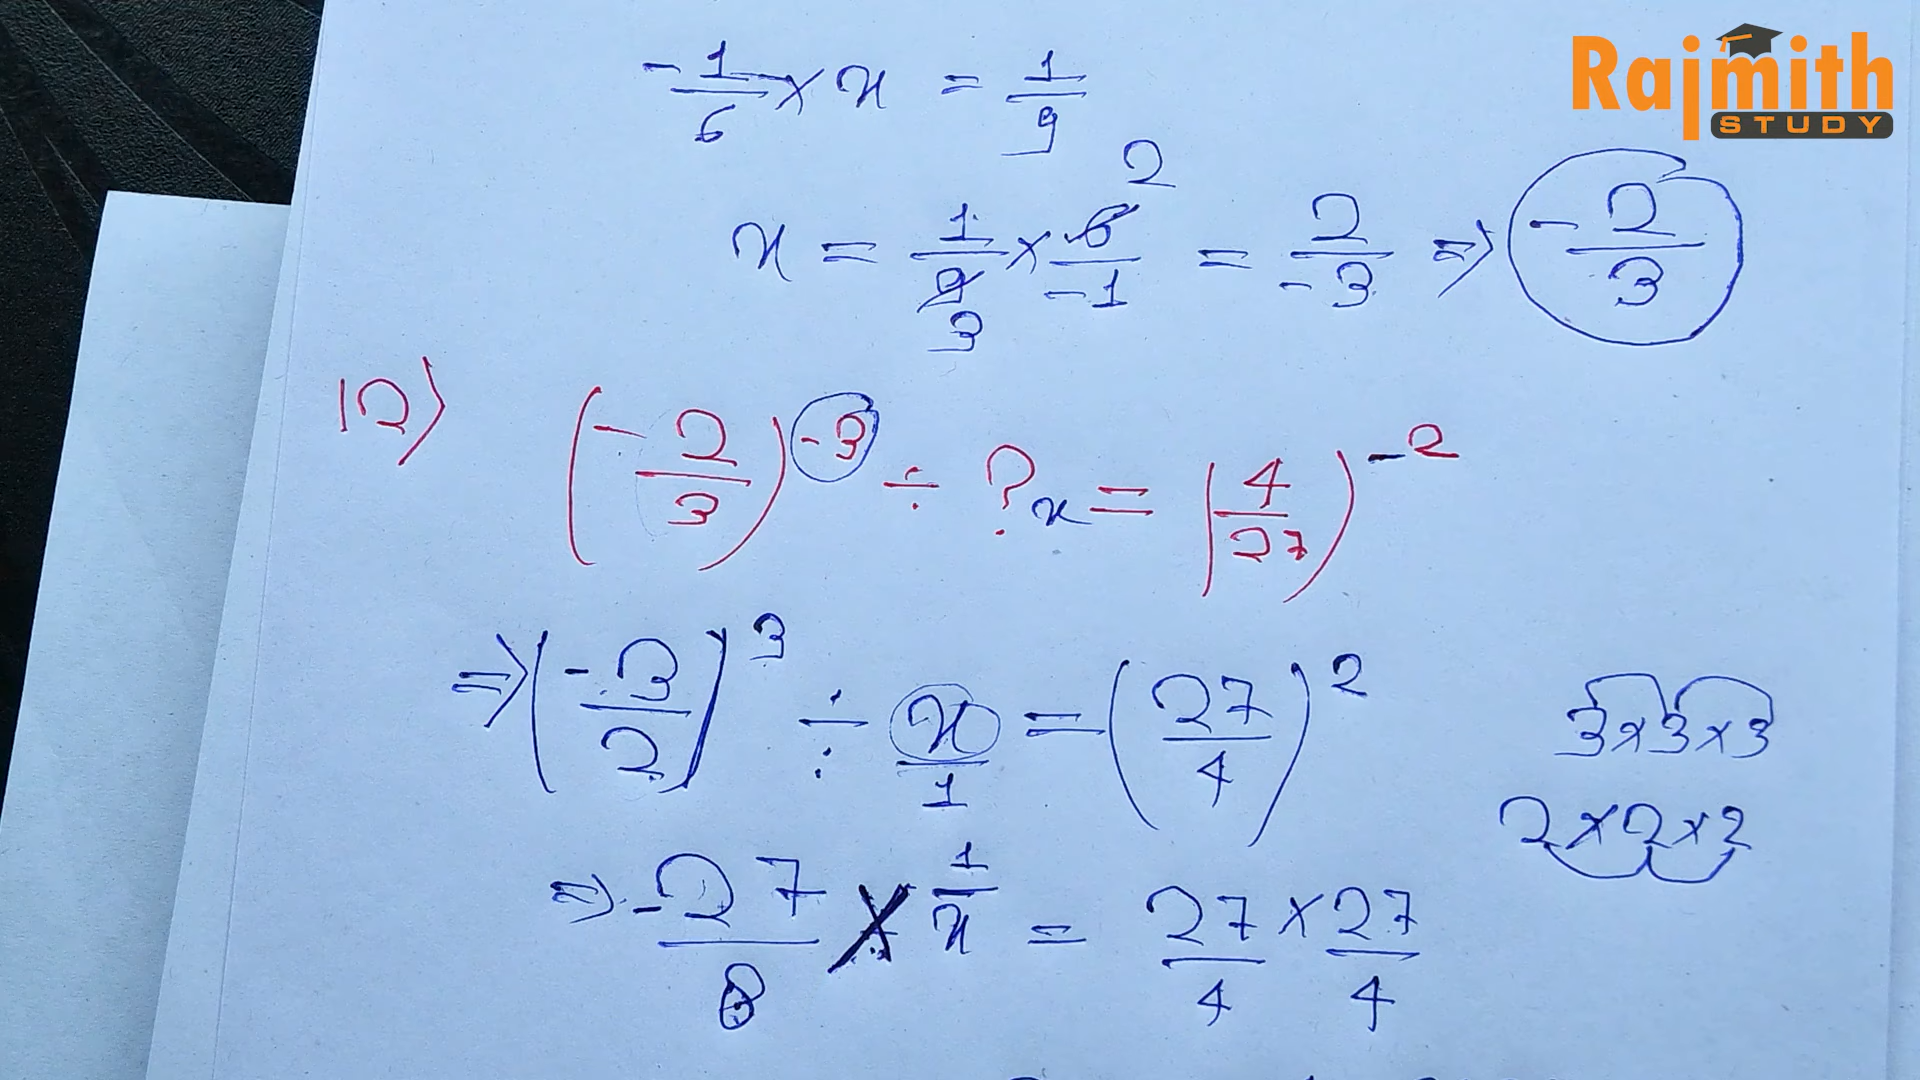 Rajmith
STUDY
-1/6 × x = 1/9
x = 1/9 × 6/-1 = 2/-3 ⇒ -2/3
2
3
12) (-2/3)^-3 ÷ ? x = (4/27)^-2
⇒ (-3/2)^3 ÷ x/1 = (27/4)^2
3×3×3
2×2×2
⇒ -27/8 × 1/x = 27/4 × 27/4